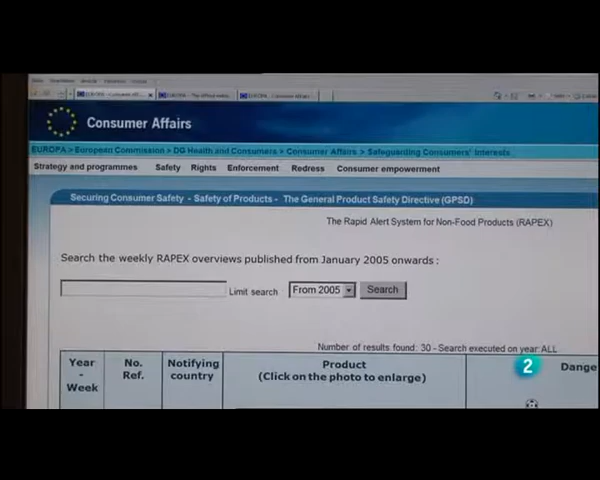 Consumer Affairs
EUROPA > European Commission > DG Health and Consumers > Consumer Affairs > Safeguarding Consumers' Interests
Strategy and programmes Safety Rights Enforcement Redress Consumer empowerment
Securing Consumer Safety - Safety of Products - The General Product Safety Directive (GPSD)
The Rapid Alert System for Non-Food Products (RAPEX)
Search the weekly RAPEX overviews published from January 2005 onwards :
Limit search From 2005 Search
Number of results found: 30 - Search executed on year ALL
Year - Week
No. Ref.
Notifying country
Product
(Click on the photo to enlarge)
2
Dange